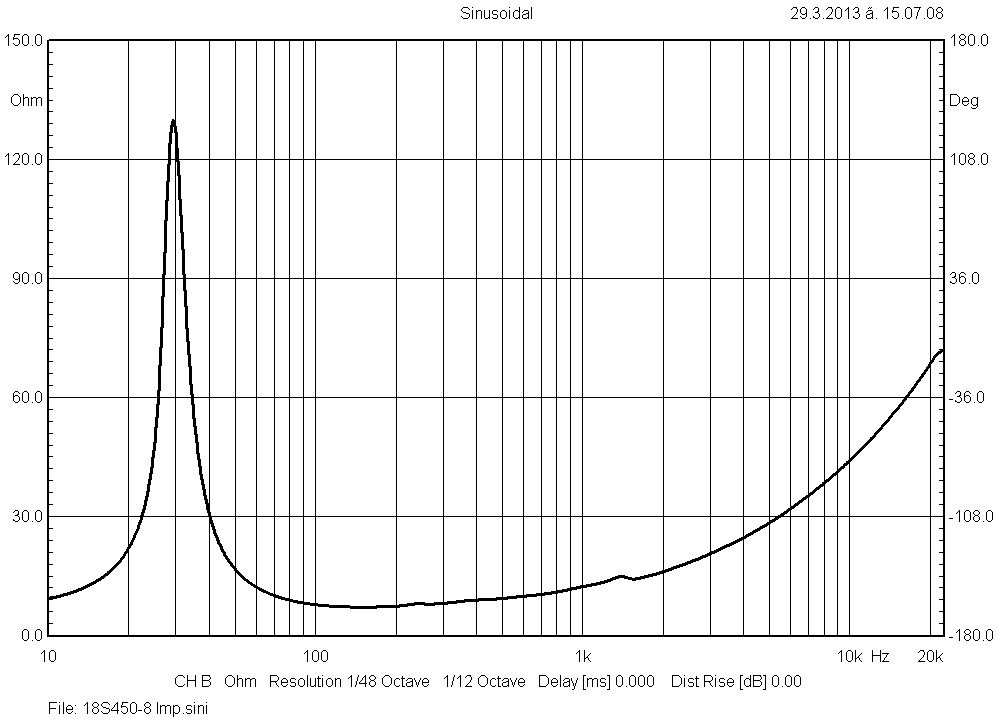 Sinusoidal 29.3.2013 ã. 15.07.08
150.0 180.0
Ohm Deg
120.0 108.0
90.0 36.0
60.0 -36.0
30.0 -108.0
0.0 -180.0
10 100 1k 10k Hz 20k
CH B Ohm Resolution 1/48 Octave 1/12 Octave Delay [ms] 0.000 Dist Rise [dB] 0.00
File: 18S450-8 Imp.sini